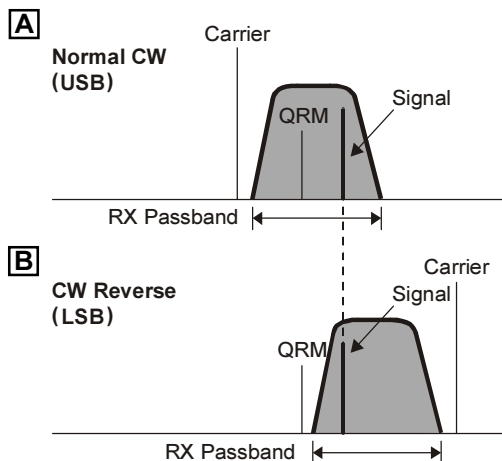 A
Carrier
Normal CW
(USB)
Signal
QRM
RX Passband
B
Carrier
CW Reverse
(LSB)
Signal
QRM
RX Passband